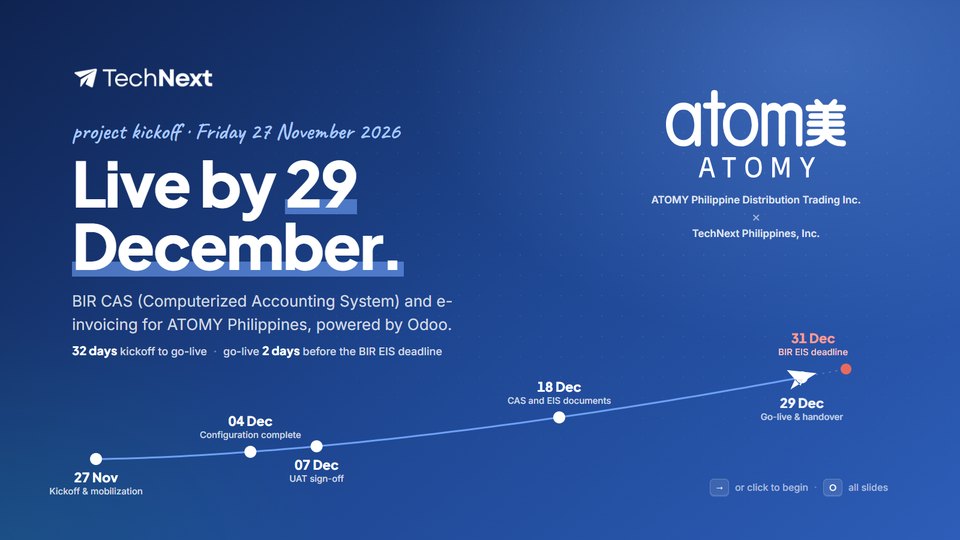 TechNext
project kickoff · Friday 27 November 2026
Live by 29
December.
BIR CAS (Computerized Accounting System) and e-
invoicing for ATOMY Philippines, powered by Odoo.
32 days kickoff to go-live · go-live 2 days before the BIR EIS deadline
atom美
ATOMY
ATOMY Philippine Distribution Trading Inc.
×
TechNext Philippines, Inc.
27 Nov
Kickoff & mobilization
04 Dec
Configuration complete
07 Dec
UAT sign-off
18 Dec
CAS and EIS documents
31 Dec
BIR EIS deadline
29 Dec
Go-live & handover
→ or click to begin · O all slides